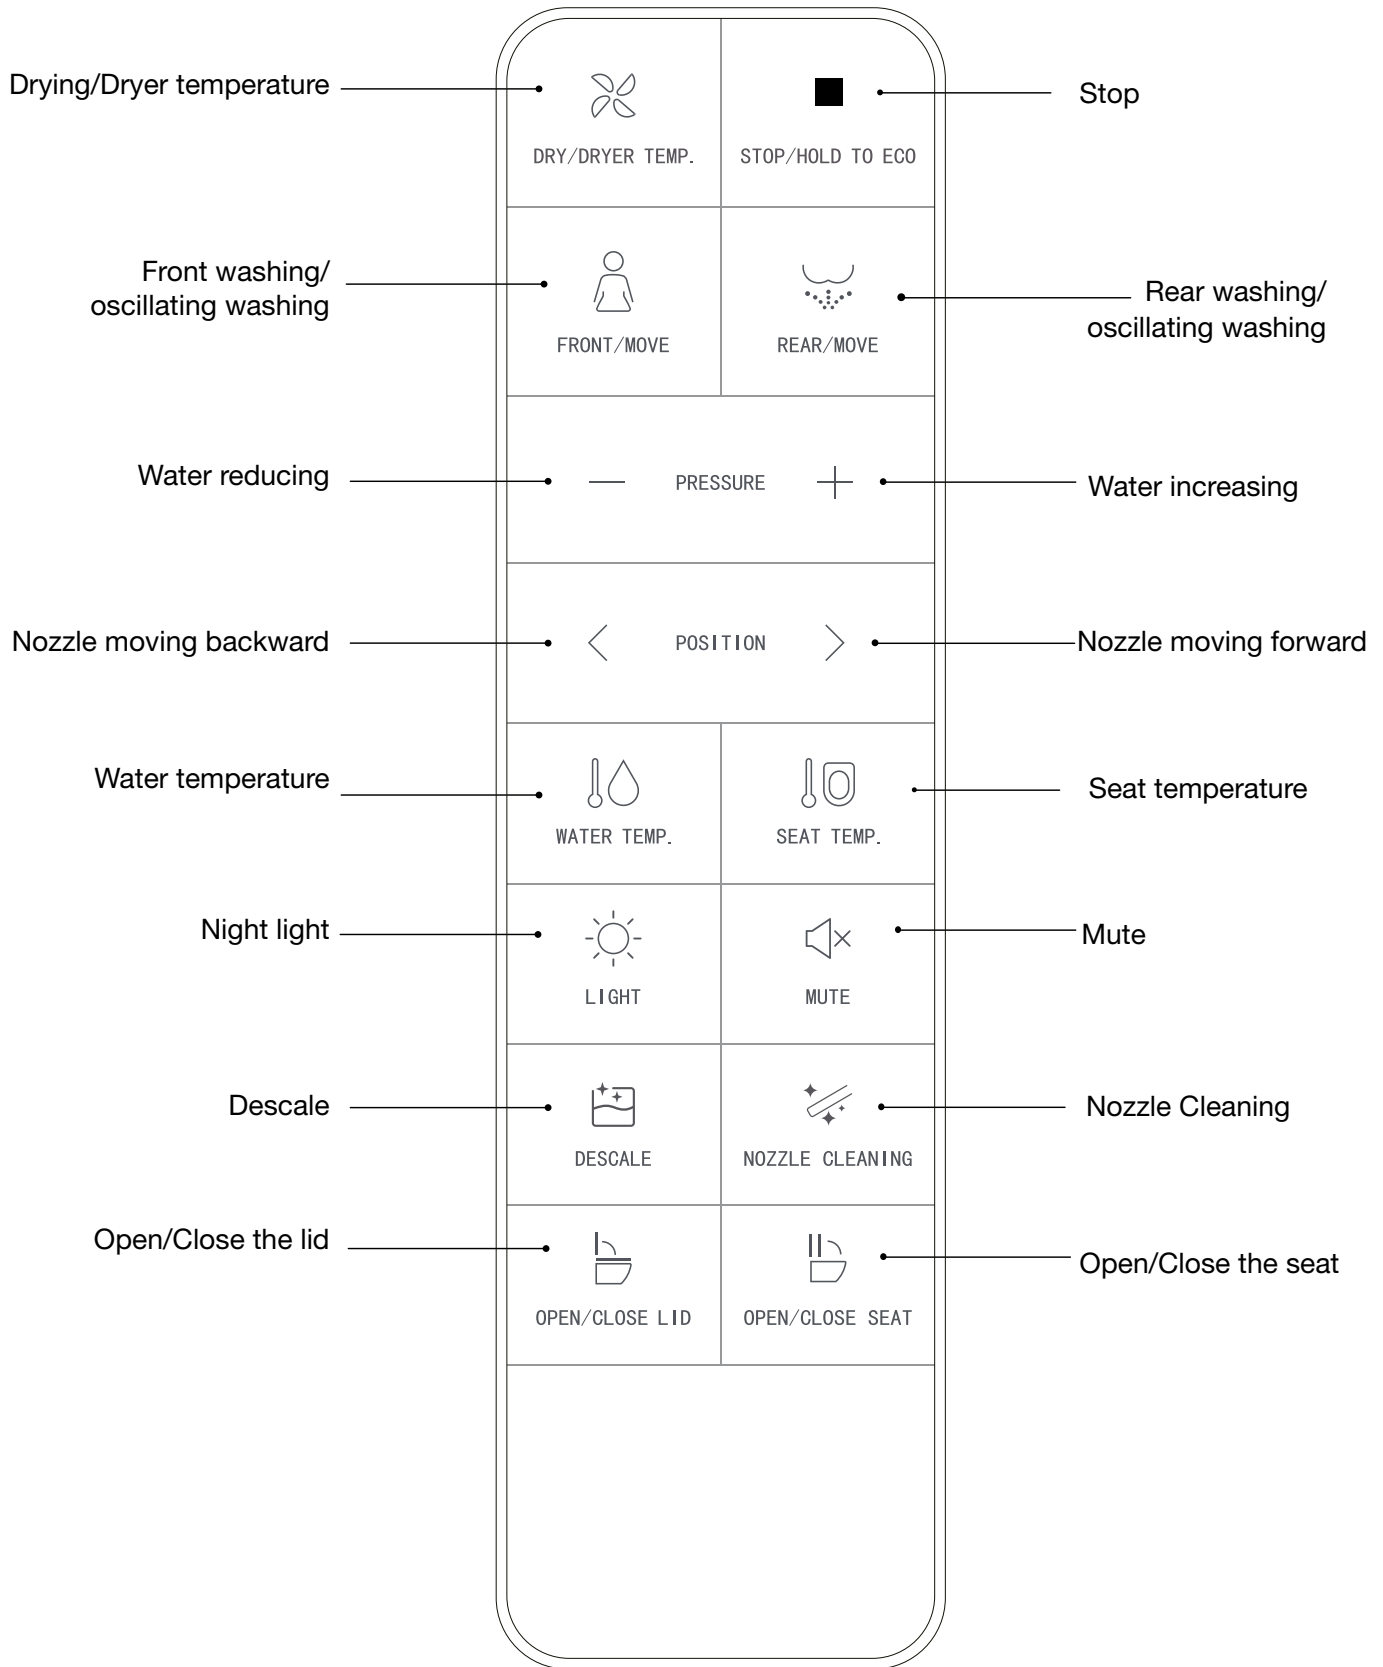 Drying/Dryer temperature
Stop
DRY/DRYER TEMP.
STOP/HOLD TO ECO
Front washing/
oscillating washing
Rear washing/
oscillating washing
FRONT/MOVE
REAR/MOVE
Water reducing
PRESSURE
Water increasing
Nozzle moving backward
POSITION
Nozzle moving forward
Water temperature
Seat temperature
WATER TEMP.
SEAT TEMP.
Night light
Mute
LIGHT
MUTE
Descale
Nozzle Cleaning
DESCALE
NOZZLE CLEANING
Open/Close the lid
Open/Close the seat
OPEN/CLOSE LID
OPEN/CLOSE SEAT